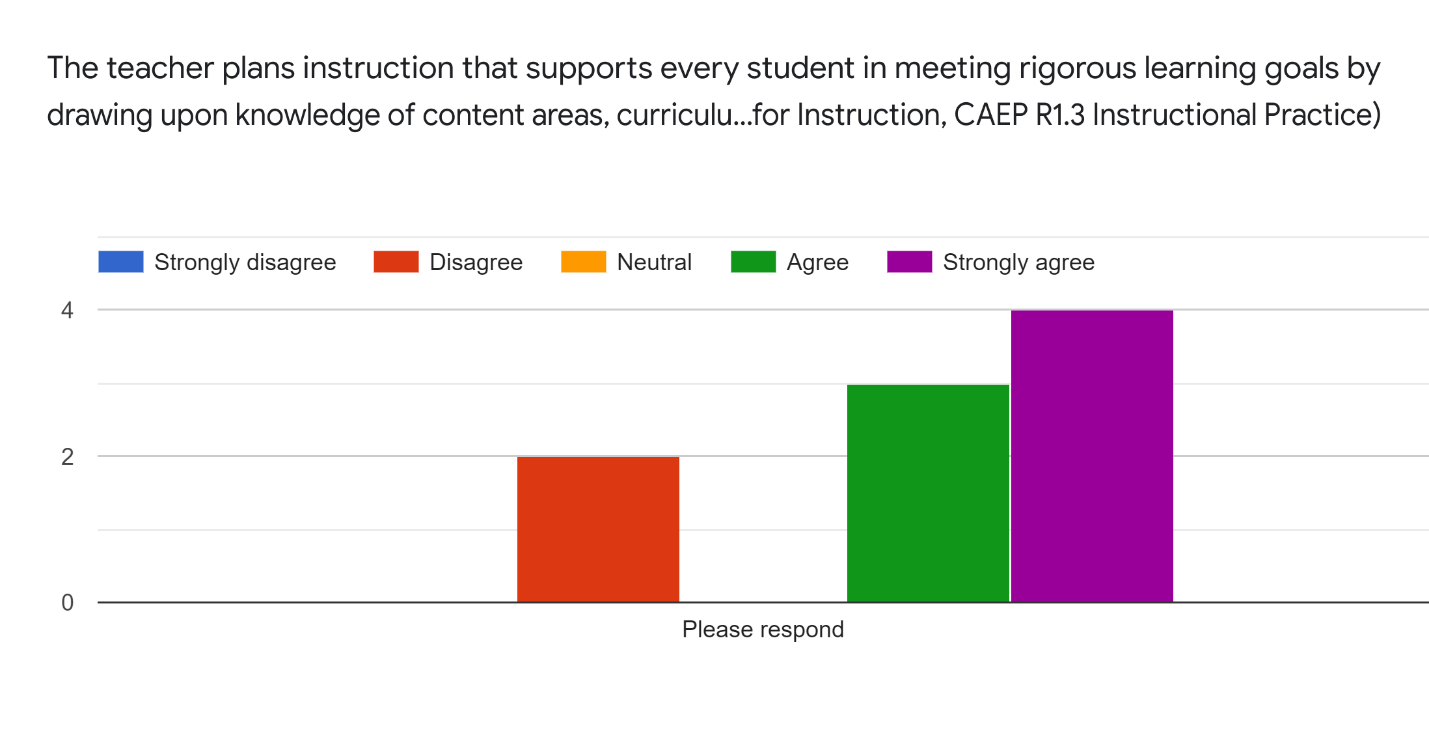 The teacher plans instruction that supports every student in meeting rigorous learning goals by
drawing upon knowledge of content areas, curriculu...for Instruction, CAEP R1.3 Instructional Practice)
Strongly disagree Disagree Neutral Agree Strongly agree
4
2
0
Please respond